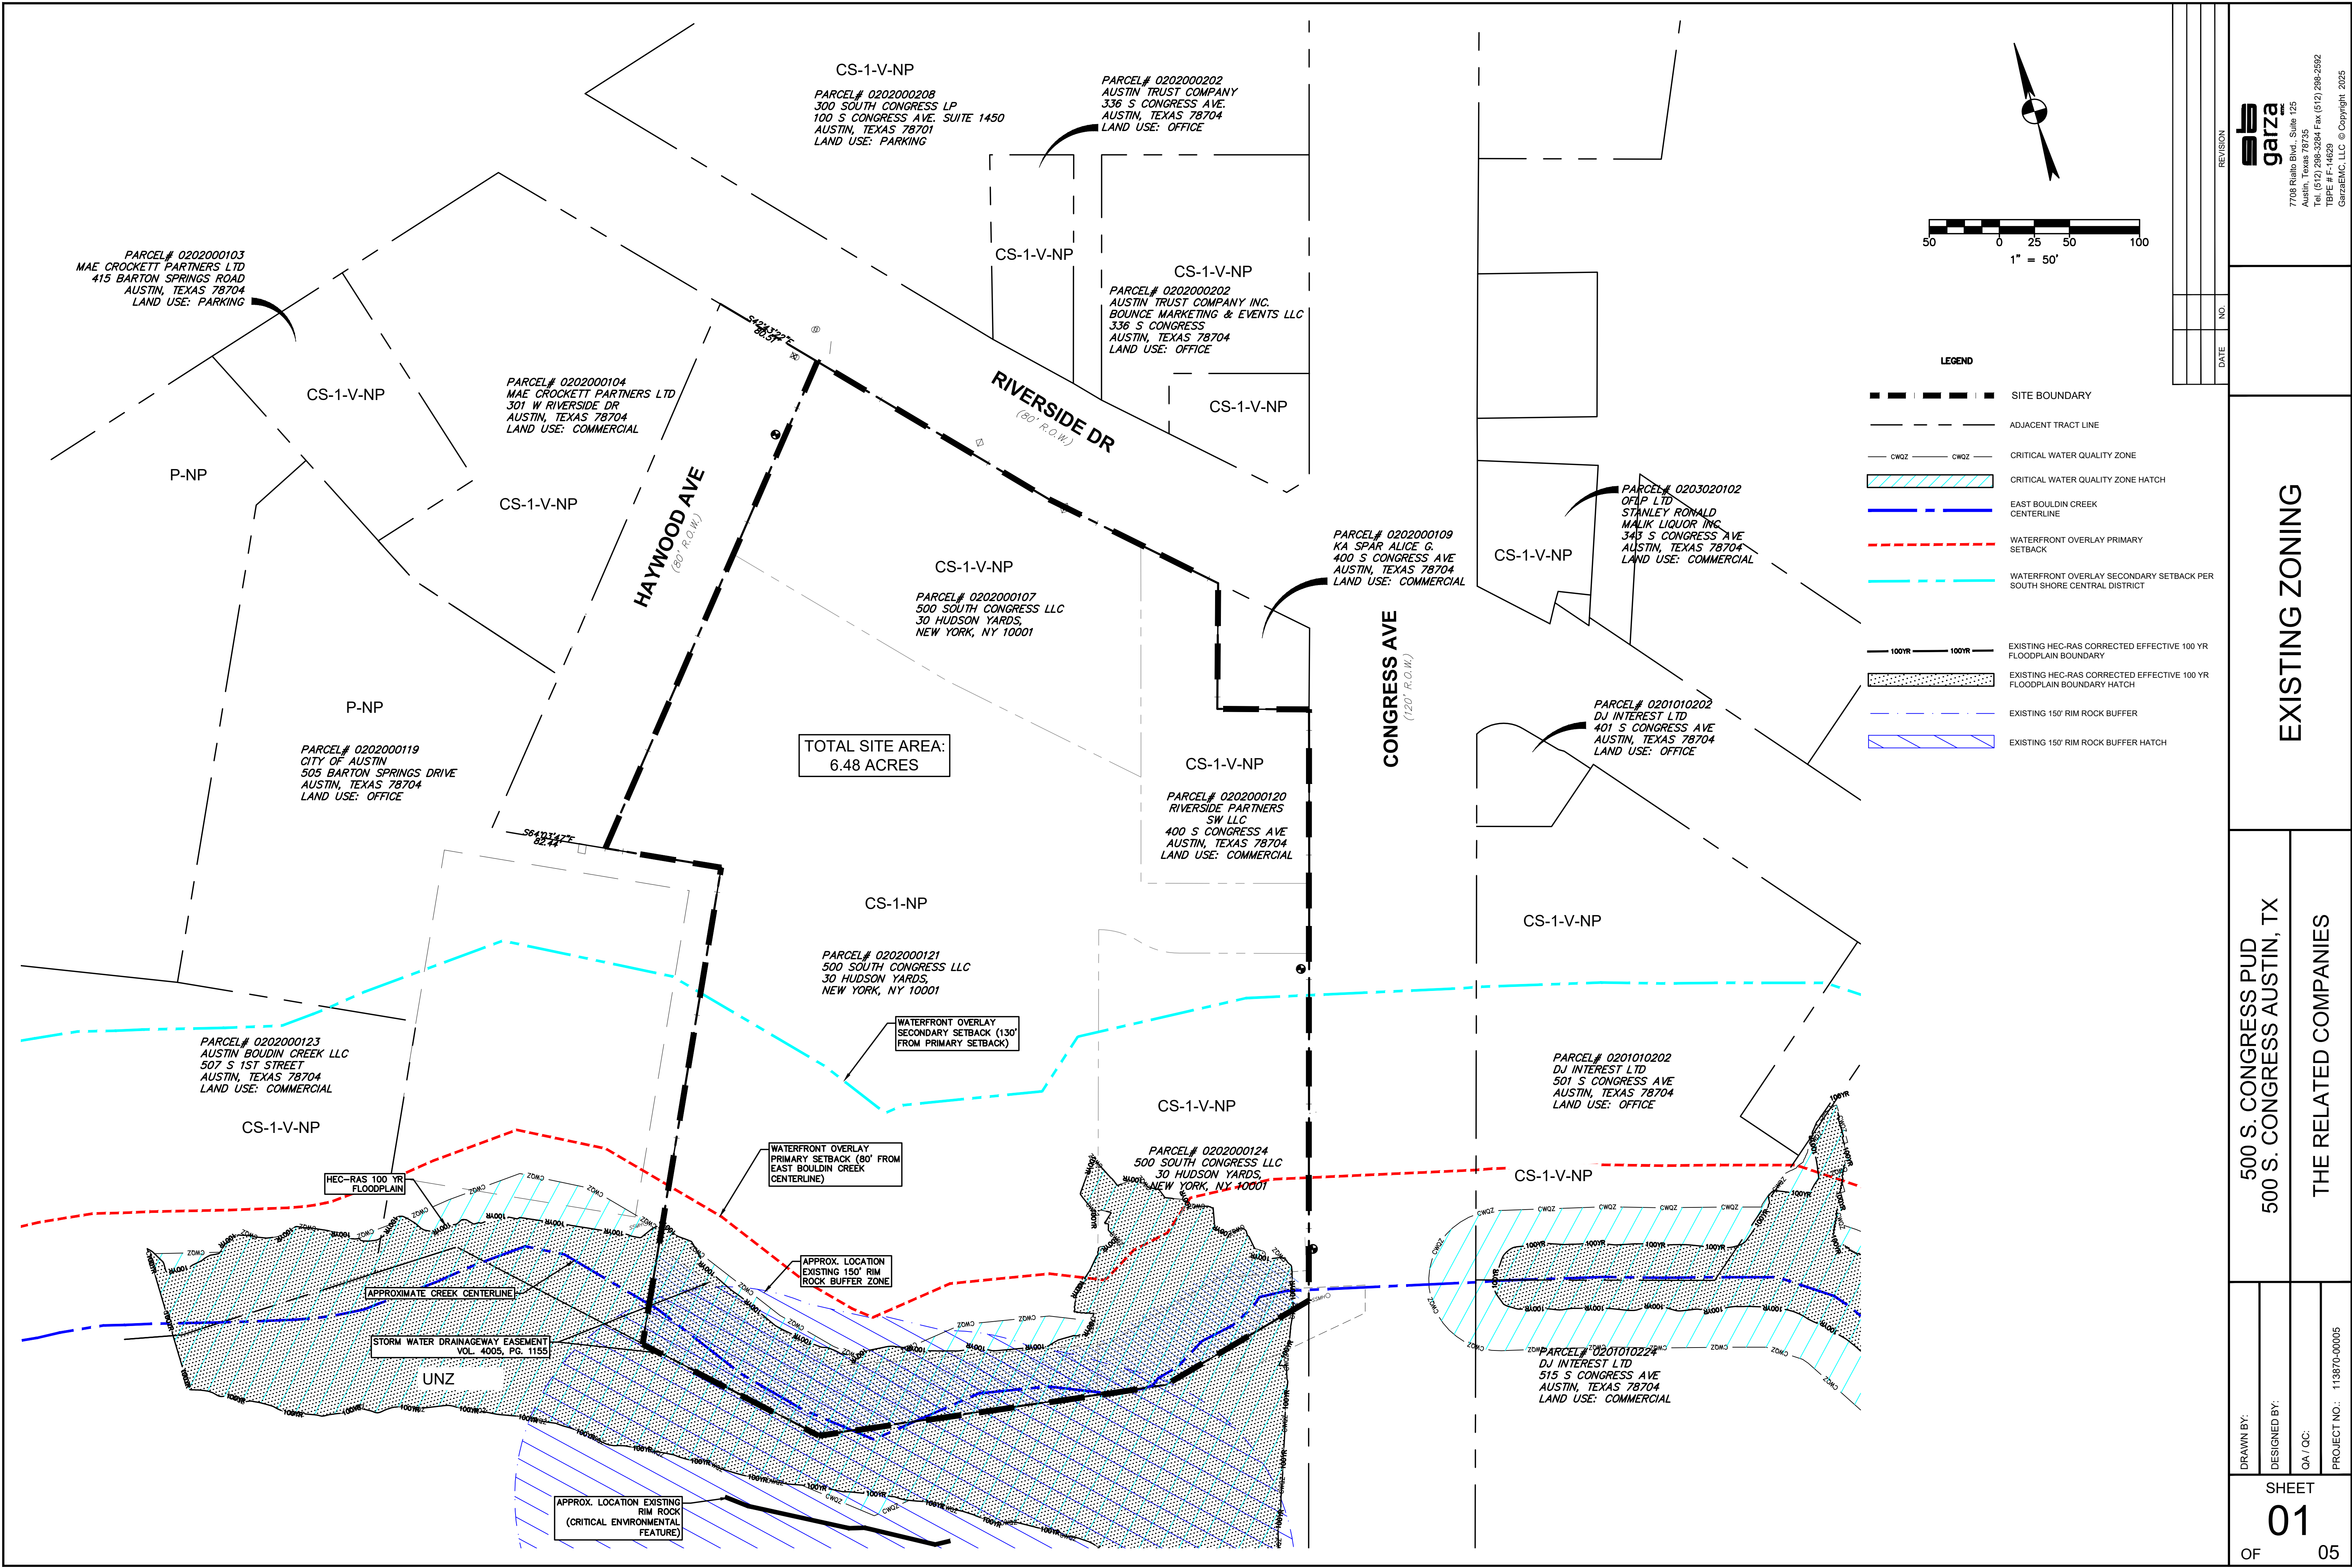 CS-1-V-NP
PARCEL# 0202000208
300 SOUTH CONGRESS LP
100 S CONGRESS AVE. SUITE 1450
AUSTIN, TEXAS 78701
LAND USE: PARKING
PARCEL# 0202000202
AUSTIN TRUST COMPANY
336 S CONGRESS AVE.
AUSTIN, TEXAS 78704
LAND USE: OFFICE
CS-1-V-NP
CS-1-V-NP
PARCEL# 0202000202
AUSTIN TRUST COMPANY INC.
BOUNCE MARKETING & EVENTS LLC
336 S CONGRESS
AUSTIN, TEXAS 78704
LAND USE: OFFICE
CS-1-V-NP
PARCEL# 0202000103
MAE CROCKETT PARTNERS LTD
415 BARTON SPRINGS ROAD
AUSTIN, TEXAS 78704
LAND USE: PARKING
CS-1-V-NP
PARCEL# 0202000104
MAE CROCKETT PARTNERS LTD
301 W RIVERSIDE DR
AUSTIN, TEXAS 78704
LAND USE: COMMERCIAL
CS-1-V-NP
P-NP
S42°43'22"E
80.51'
RIVERSIDE DR
(80' R.O.W.)
HAYWOOD AVE
(80' R.O.W.)
CS-1-V-NP
PARCEL# 0202000107
500 SOUTH CONGRESS LLC
30 HUDSON YARDS,
NEW YORK, NY 10001
PARCEL# 0202000109
KA SPAR ALICE G.
400 S CONGRESS AVE
AUSTIN, TEXAS 78704
LAND USE: COMMERCIAL
CONGRESS AVE
(120' R.O.W.)
CS-1-V-NP
PARCEL# 0203020102
OFLP LTD
STANLEY RONALD
MALIK LIQUOR INC
343 S CONGRESS AVE
AUSTIN, TEXAS 78704
LAND USE: COMMERCIAL
PARCEL# 0201010202
DJ INTEREST LTD
401 S CONGRESS AVE
AUSTIN, TEXAS 78704
LAND USE: OFFICE
P-NP
PARCEL# 0202000119
CITY OF AUSTIN
505 BARTON SPRINGS DRIVE
AUSTIN, TEXAS 78704
LAND USE: OFFICE
TOTAL SITE AREA:
6.48 ACRES
CS-1-V-NP
PARCEL# 0202000120
RIVERSIDE PARTNERS
SW LLC
400 S CONGRESS AVE
AUSTIN, TEXAS 78704
LAND USE: COMMERCIAL
S64°03'47"E
82.44'
CS-1-NP
PARCEL# 0202000121
500 SOUTH CONGRESS LLC
30 HUDSON YARDS,
NEW YORK, NY 10001
CS-1-V-NP
WATERFRONT OVERLAY
SECONDARY SETBACK (130'
FROM PRIMARY SETBACK)
PARCEL# 0202000123
AUSTIN BOUDIN CREEK LLC
507 S 1ST STREET
AUSTIN, TEXAS 78704
LAND USE: COMMERCIAL
CS-1-V-NP
PARCEL# 0201010202
DJ INTEREST LTD
501 S CONGRESS AVE
AUSTIN, TEXAS 78704
LAND USE: OFFICE
CS-1-V-NP
CS-1-V-NP
PARCEL# 0202000124
500 SOUTH CONGRESS LLC
30 HUDSON YARDS,
NEW YORK, NY 10001
WATERFRONT OVERLAY
PRIMARY SETBACK (80' FROM
EAST BOULDIN CREEK
CENTERLINE)
HEC-RAS 100 YR
FLOODPLAIN
APPROX. LOCATION
EXISTING 150' RIM
ROCK BUFFER ZONE
APPROXIMATE CREEK CENTERLINE
STORM WATER DRAINAGEWAY EASEMENT
VOL. 4005, PG. 1155
UNZ
APPROX. LOCATION EXISTING
RIM ROCK
(CRITICAL ENVIRONMENTAL
FEATURE)
PARCEL# 0201010224
DJ INTEREST LTD
515 S CONGRESS AVE
AUSTIN, TEXAS 78704
LAND USE: COMMERCIAL
50 0 25 50 100
1" = 50'
LEGEND
SITE BOUNDARY
ADJACENT TRACT LINE
CWQZ CWQZ CRITICAL WATER QUALITY ZONE
CRITICAL WATER QUALITY ZONE HATCH
EAST BOULDIN CREEK
CENTERLINE
WATERFRONT OVERLAY PRIMARY
SETBACK
WATERFRONT OVERLAY SECONDARY SETBACK PER
SOUTH SHORE CENTRAL DISTRICT
100YR 100YR EXISTING HEC-RAS CORRECTED EFFECTIVE 100 YR
FLOODPLAIN BOUNDARY
EXISTING HEC-RAS CORRECTED EFFECTIVE 100 YR
FLOODPLAIN BOUNDARY HATCH
EXISTING 150' RIM ROCK BUFFER
EXISTING 150' RIM ROCK BUFFER HATCH
REVISION
NO.
DATE
garza
EMC
7708 Rialto Blvd., Suite 125
Austin, Texas 78735
Tel. (512) 298-3284 Fax (512) 298-2592
TBPE # F-14629
GarzaEMC, LLC © Copyright 2025
EXISTING ZONING
500 S. CONGRESS PUD
500 S. CONGRESS AUSTIN, TX
THE RELATED COMPANIES
DRAWN BY:
DESIGNED BY:
QA / QC:
PROJECT NO.: 113870-00005
SHEET
01
OF 05